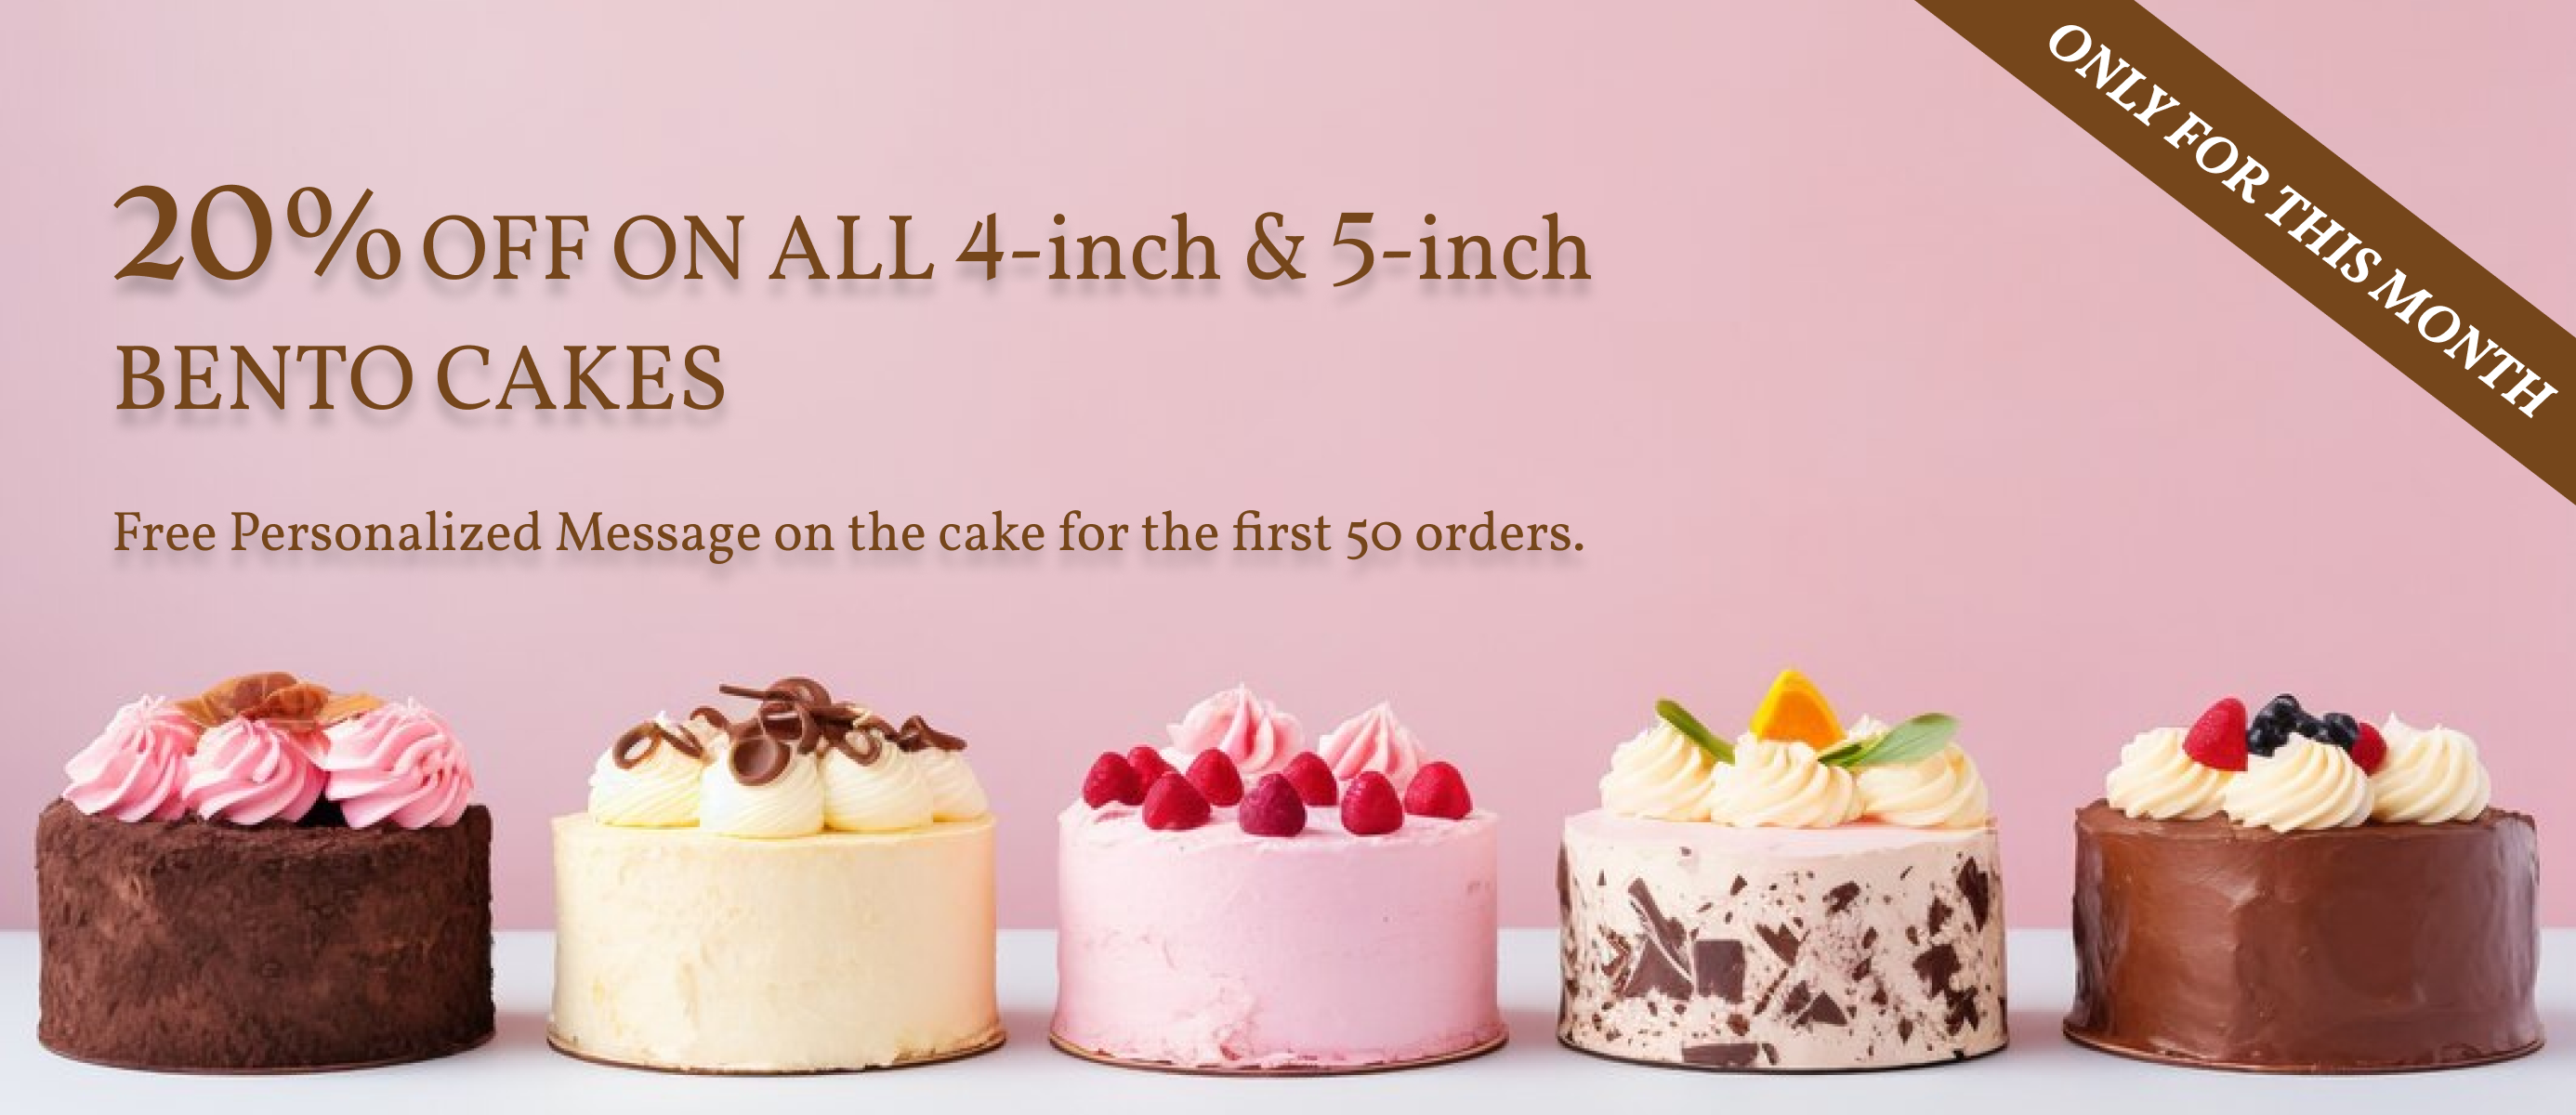 20% OFF ON ALL 4-inch & 5-inch
BENTO CAKES
Free Personalized Message on the cake for the first 50 orders.
ONLY FOR THIS MONTH